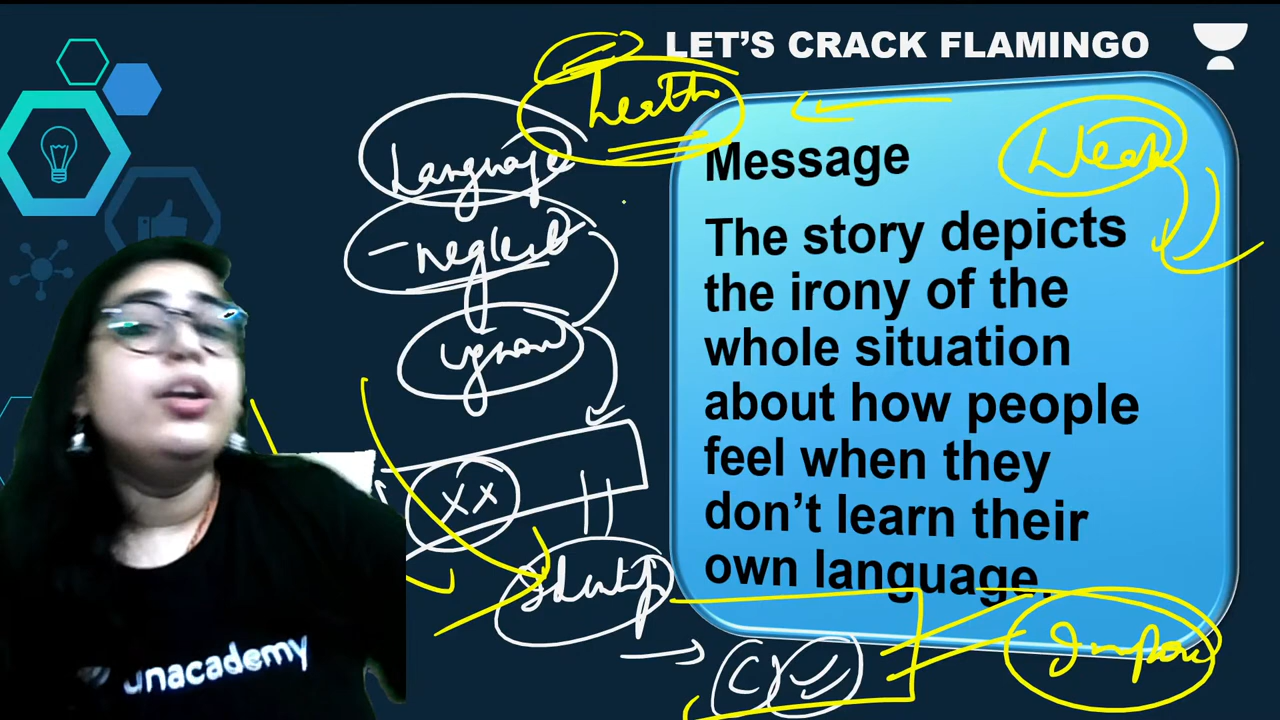 LET'S CRACK FLAMINGO
Language
- neglect
Message
The story depicts
the irony of the
whole situation
about how people
feel when they
don't learn their
own language.
XX
unacademy